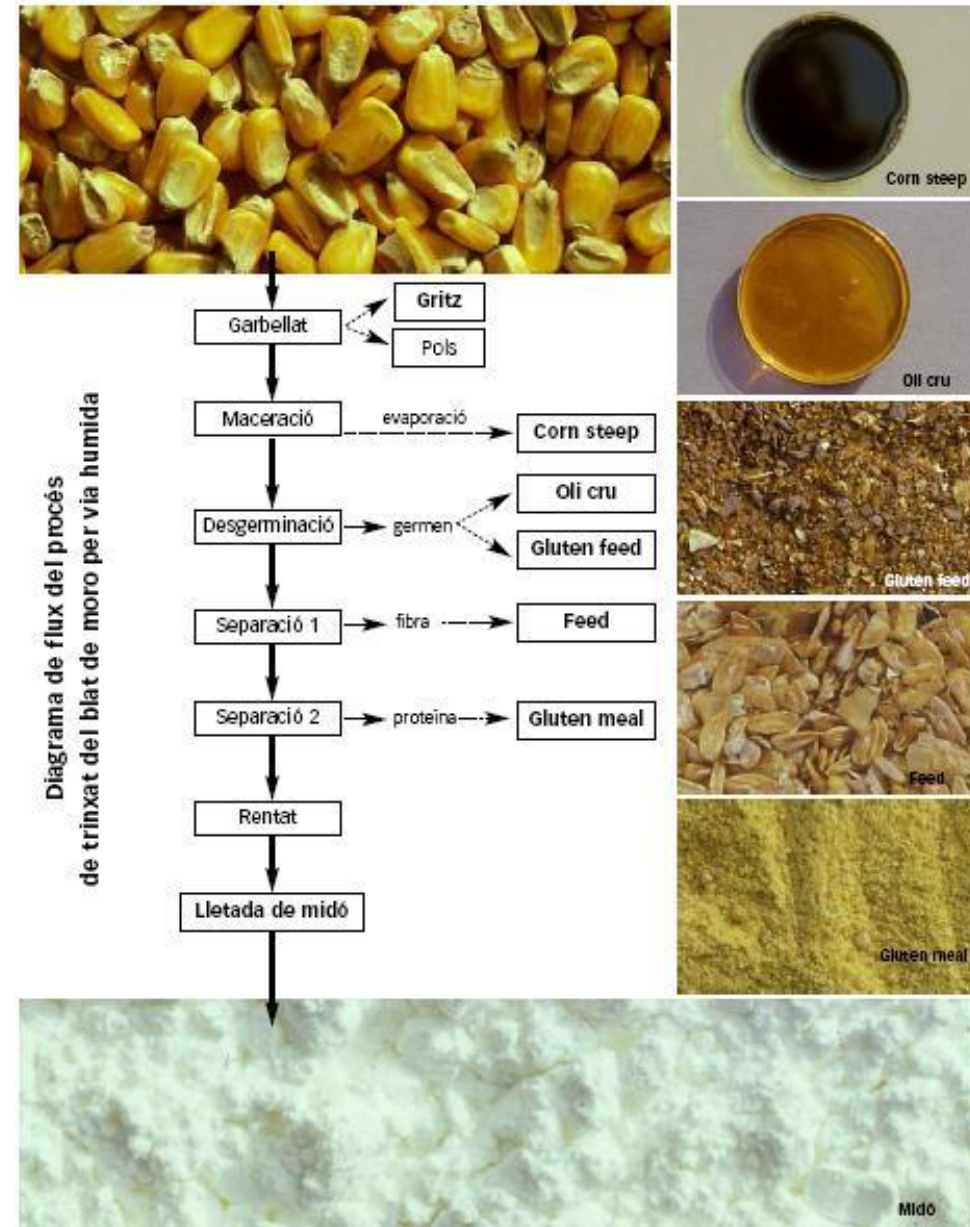 Corn steep
Oli cru
Gluten feed
Feed
Gluten meal
Diagrama de flux del procés
de trinxat del blat de moro per via humida
Garbellat
Gritz
Pols
Maceració
evaporació
Corn steep
Desgerminació
germen
Oli cru
Gluten feed
Separació 1
fibra
Feed
Separació 2
proteïna
Gluten meal
Rentat
Lletada de midó
Midó